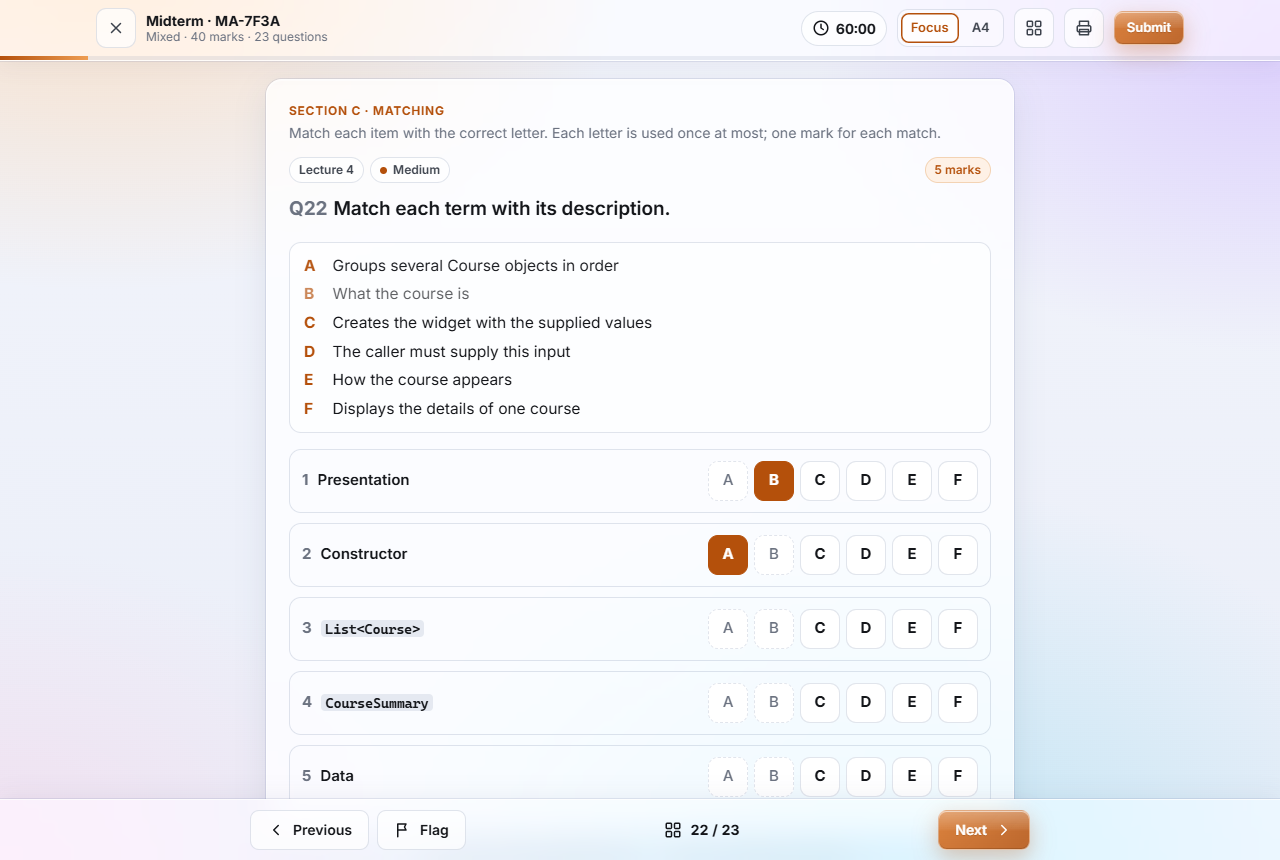 Midterm · MA-7F3A
Mixed · 40 marks · 23 questions
60:00
Focus
A4
Submit
SECTION C · MATCHING
Match each item with the correct letter. Each letter is used once at most; one mark for each match.
Lecture 4
Medium
5 marks
Q22 Match each term with its description.
A Groups several Course objects in order
B What the course is
C Creates the widget with the supplied values
D The caller must supply this input
E How the course appears
F Displays the details of one course
1 Presentation A B C D E F
2 Constructor A B C D E F
3 List<Course> A B C D E F
4 CourseSummary A B C D E F
5 Data A B C D E F
Previous
Flag
22 / 23
Next